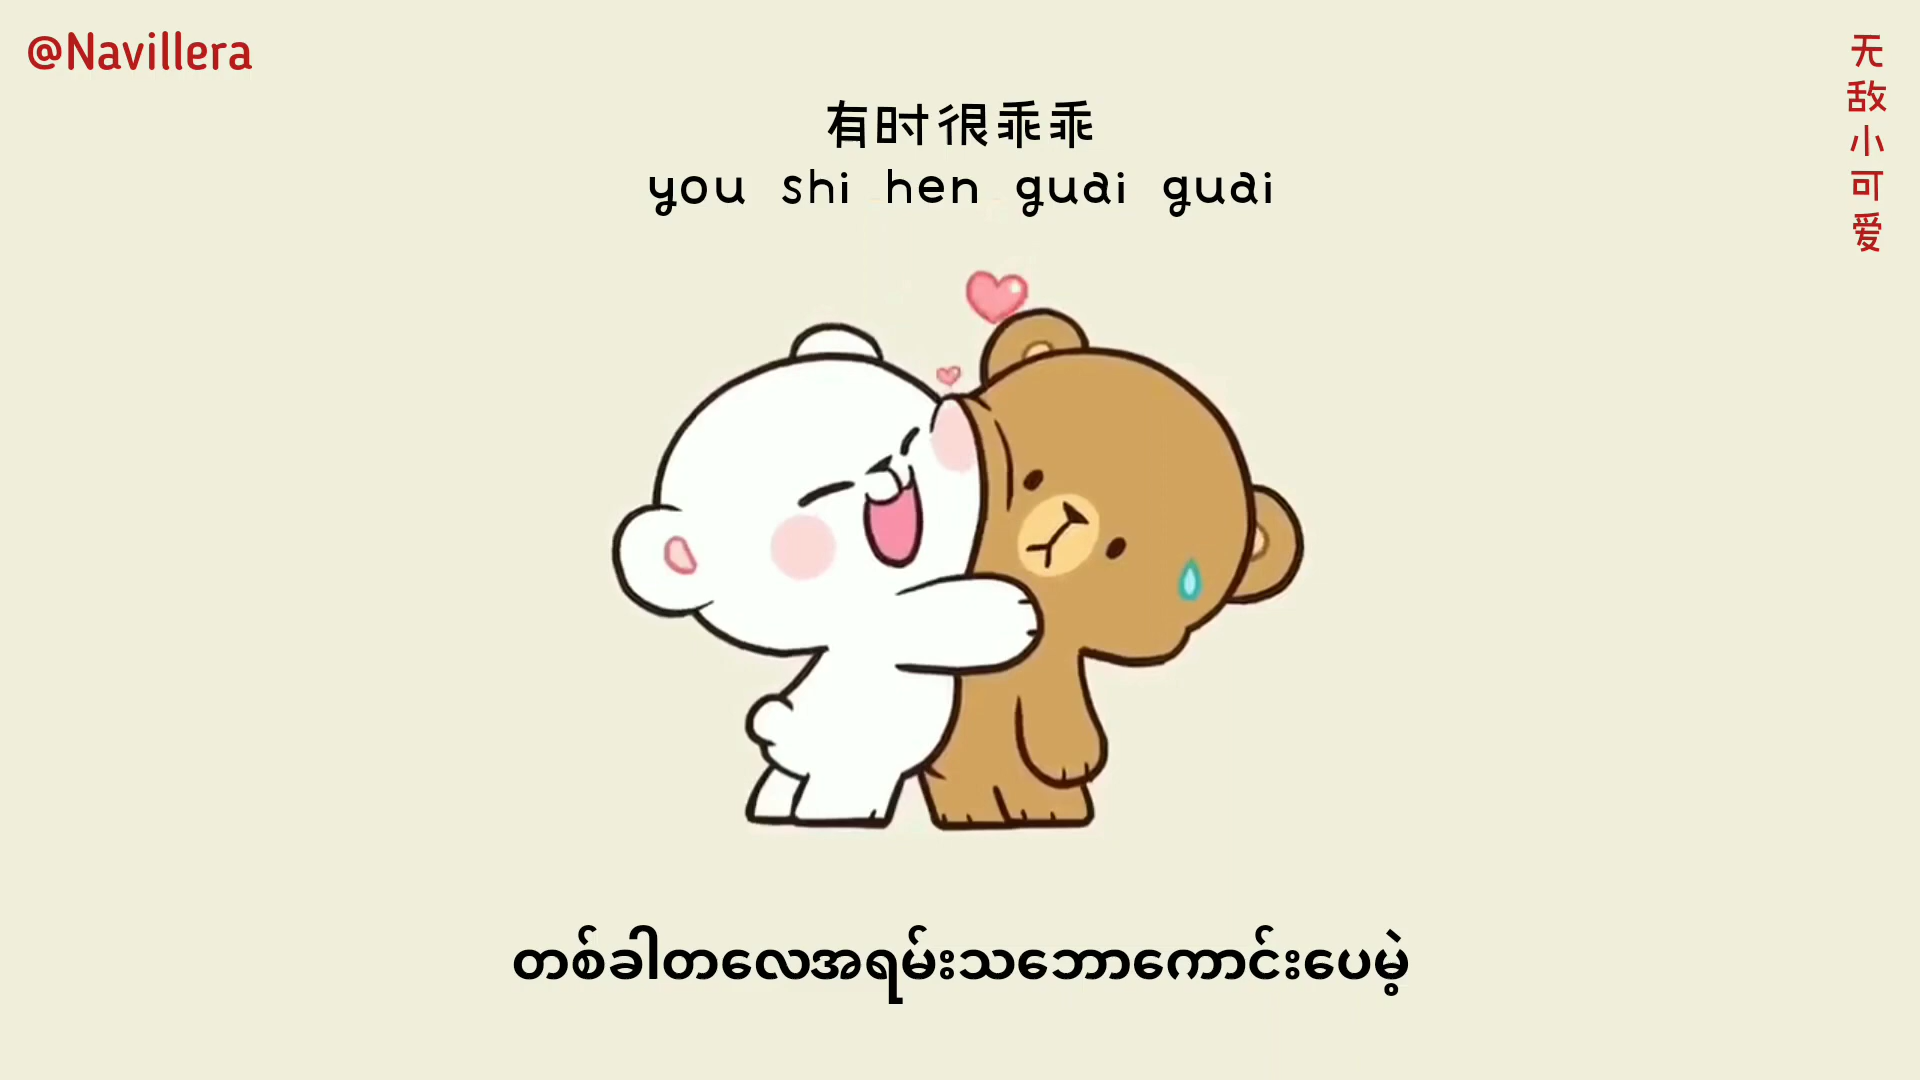 @Navillera
有时很乖乖
you shi hen guai guai
无敌小可爱
တစ်ခါတလေအရမ်းသဘောကောင်းပေမဲ့